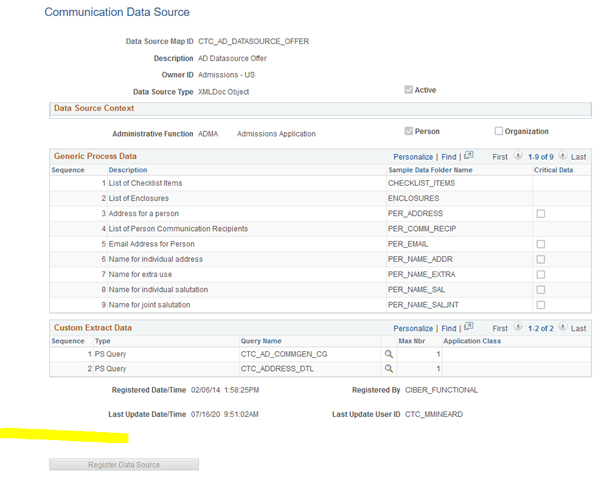 Communication Data Source
Data Source Map ID CTC_AD_DATASOURCE_OFFER
Description AD Datasource Offer
Owner ID Admissions - US
Data Source Type XMLDoc Object Active
Data Source Context
Administrative Function ADMA Admissions Application Person Organization
Generic Process Data Personalize | Find | First 1-9 of 9 Last
Sequence Description Sample Data Folder Name Critical Data
1 List of Checklist Items CHECKLIST_ITEMS
2 List of Enclosures ENCLOSURES
3 Address for a person PER_ADDRESS
4 List of Person Communication Recipients PER_COMM_RECIP
5 Email Address for Person PER_EMAIL
6 Name for individual address PER_NAME_ADDR
7 Name for extra use PER_NAME_EXTRA
8 Name for individual salutation PER_NAME_SAL
9 Name for joint salutation PER_NAME_SALJNT
Custom Extract Data Personalize | Find | First 1-2 of 2 Last
Sequence Type Query Name Max Nbr Application Class
1 PS Query CTC_AD_COMMGEN_CG 1
2 PS Query CTC_ADDRESS_DTL 1
Registered Date/Time 02/06/14 1:58:25PM Registered By CIBER_FUNCTIONAL
Last Update Date/Time 07/16/20 9:51:02AM Last Update User ID CTC_MMINEARD
Register Data Source